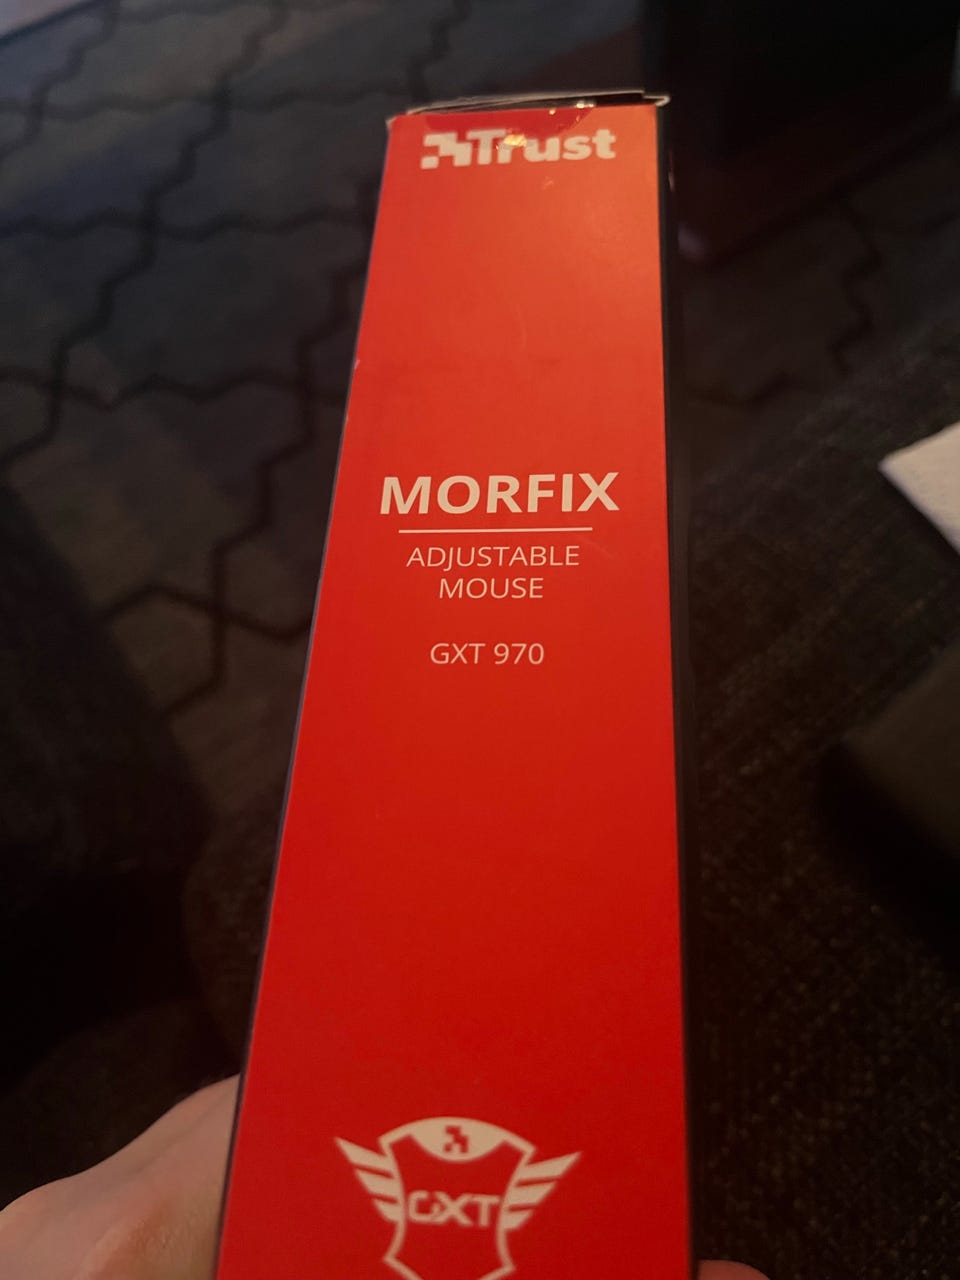 Trust
MORFIX
ADJUSTABLE
MOUSE
GXT 970
GXT